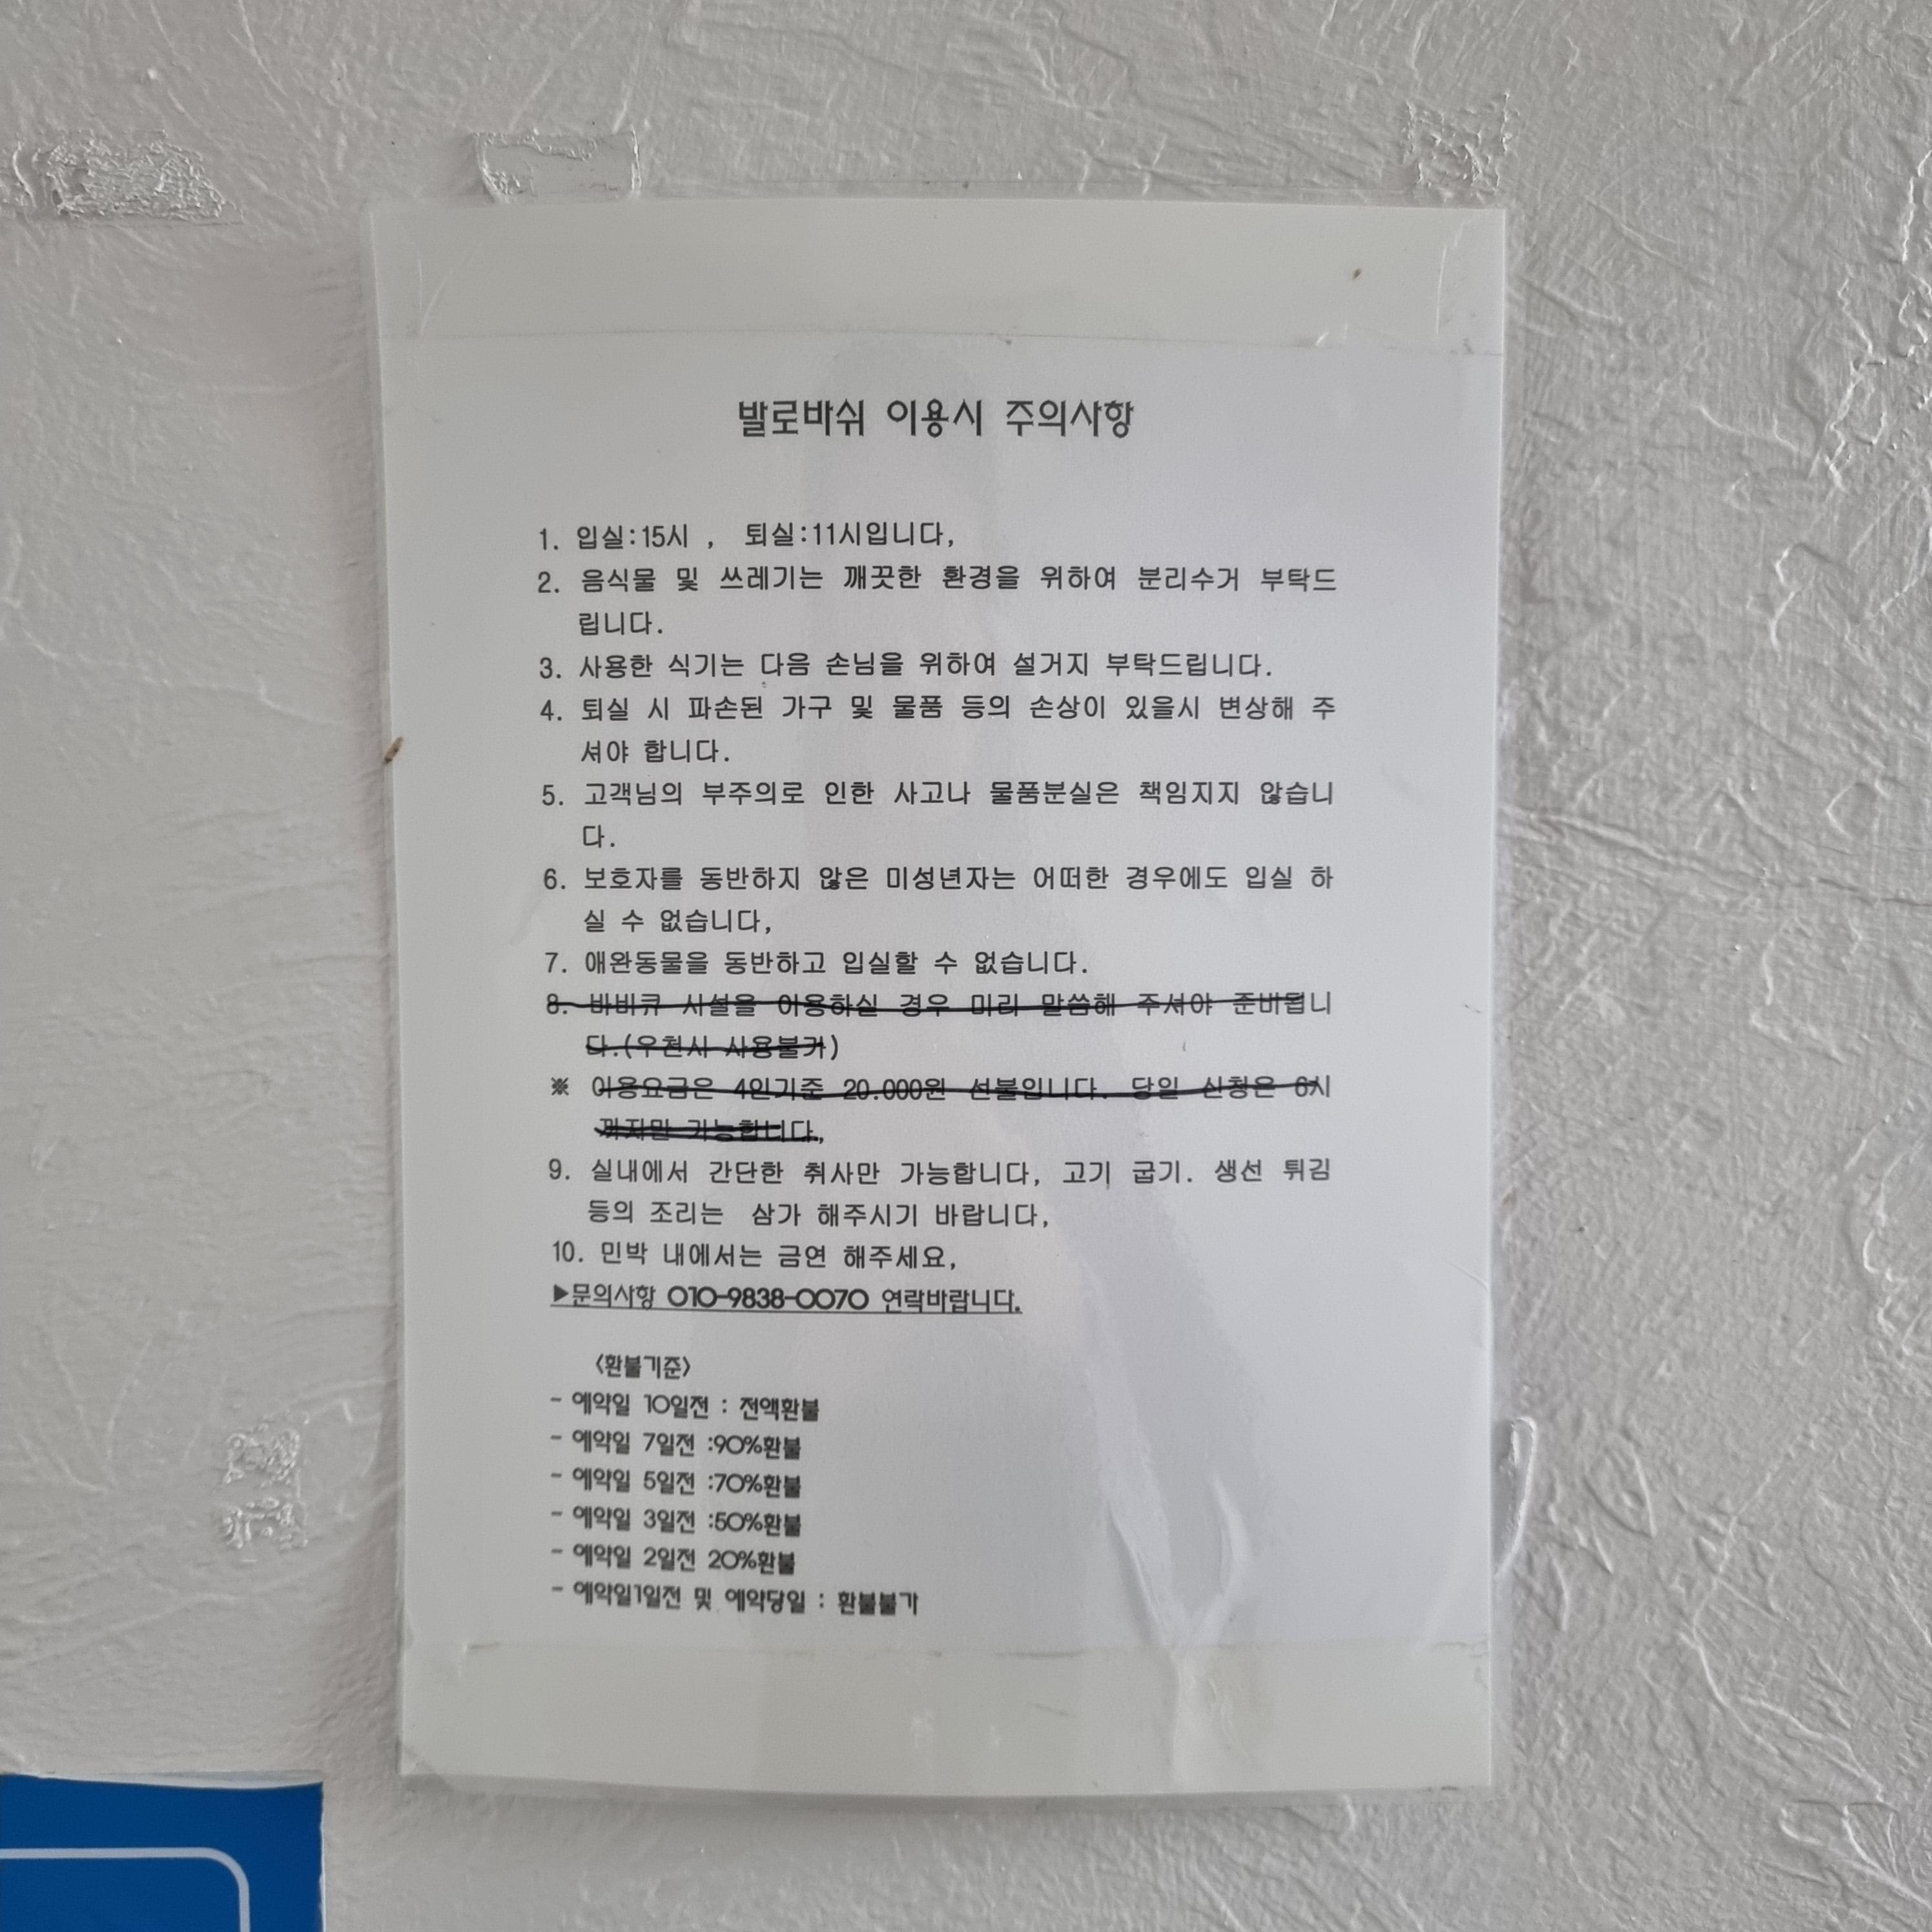 발로바쉬 이용시 주의사항
1. 입실:15시 , 퇴실:11시입니다,
2. 음식물 및 쓰레기는 깨끗한 환경을 위하여 분리수거 부탁드
립니다.
3. 사용한 식기는 다음 손님을 위하여 설거지 부탁드립니다.
4. 퇴실 시 파손된 가구 및 물품 등의 손상이 있을시 변상해 주
셔야 합니다.
5. 고객님의 부주의로 인한 사고나 물품분실은 책임지지 않습니
다.
6. 보호자를 동반하지 않은 미성년자는 어떠한 경우에도 입실 하
실 수 없습니다,
7. 애완동물을 동반하고 입실할 수 없습니다.
8. 바비큐 시설을 이용하실 경우 미리 말씀해 주셔야 준비됩니
다.(우천시 사용불가)
※ 이용요금은 4인기준 20.000원 선불입니다. 당일 신청은 6시
까지만 가능합니다,
9. 실내에서 간단한 취사만 가능합니다, 고기 굽기. 생선 튀김
등의 조리는 삼가 해주시기 바랍니다,
10. 민박 내에서는 금연 해주세요,
▶문의사항 010-9838-0070 연락바랍니다.
<환불기준>
- 예약일 10일전 : 전액환불
- 예약일 7일전 :90%환불
- 예약일 5일전 :70%환불
- 예약일 3일전 :50%환불
- 예약일 2일전 20%환불
- 예약일1일전 및 예약당일 : 환불불가